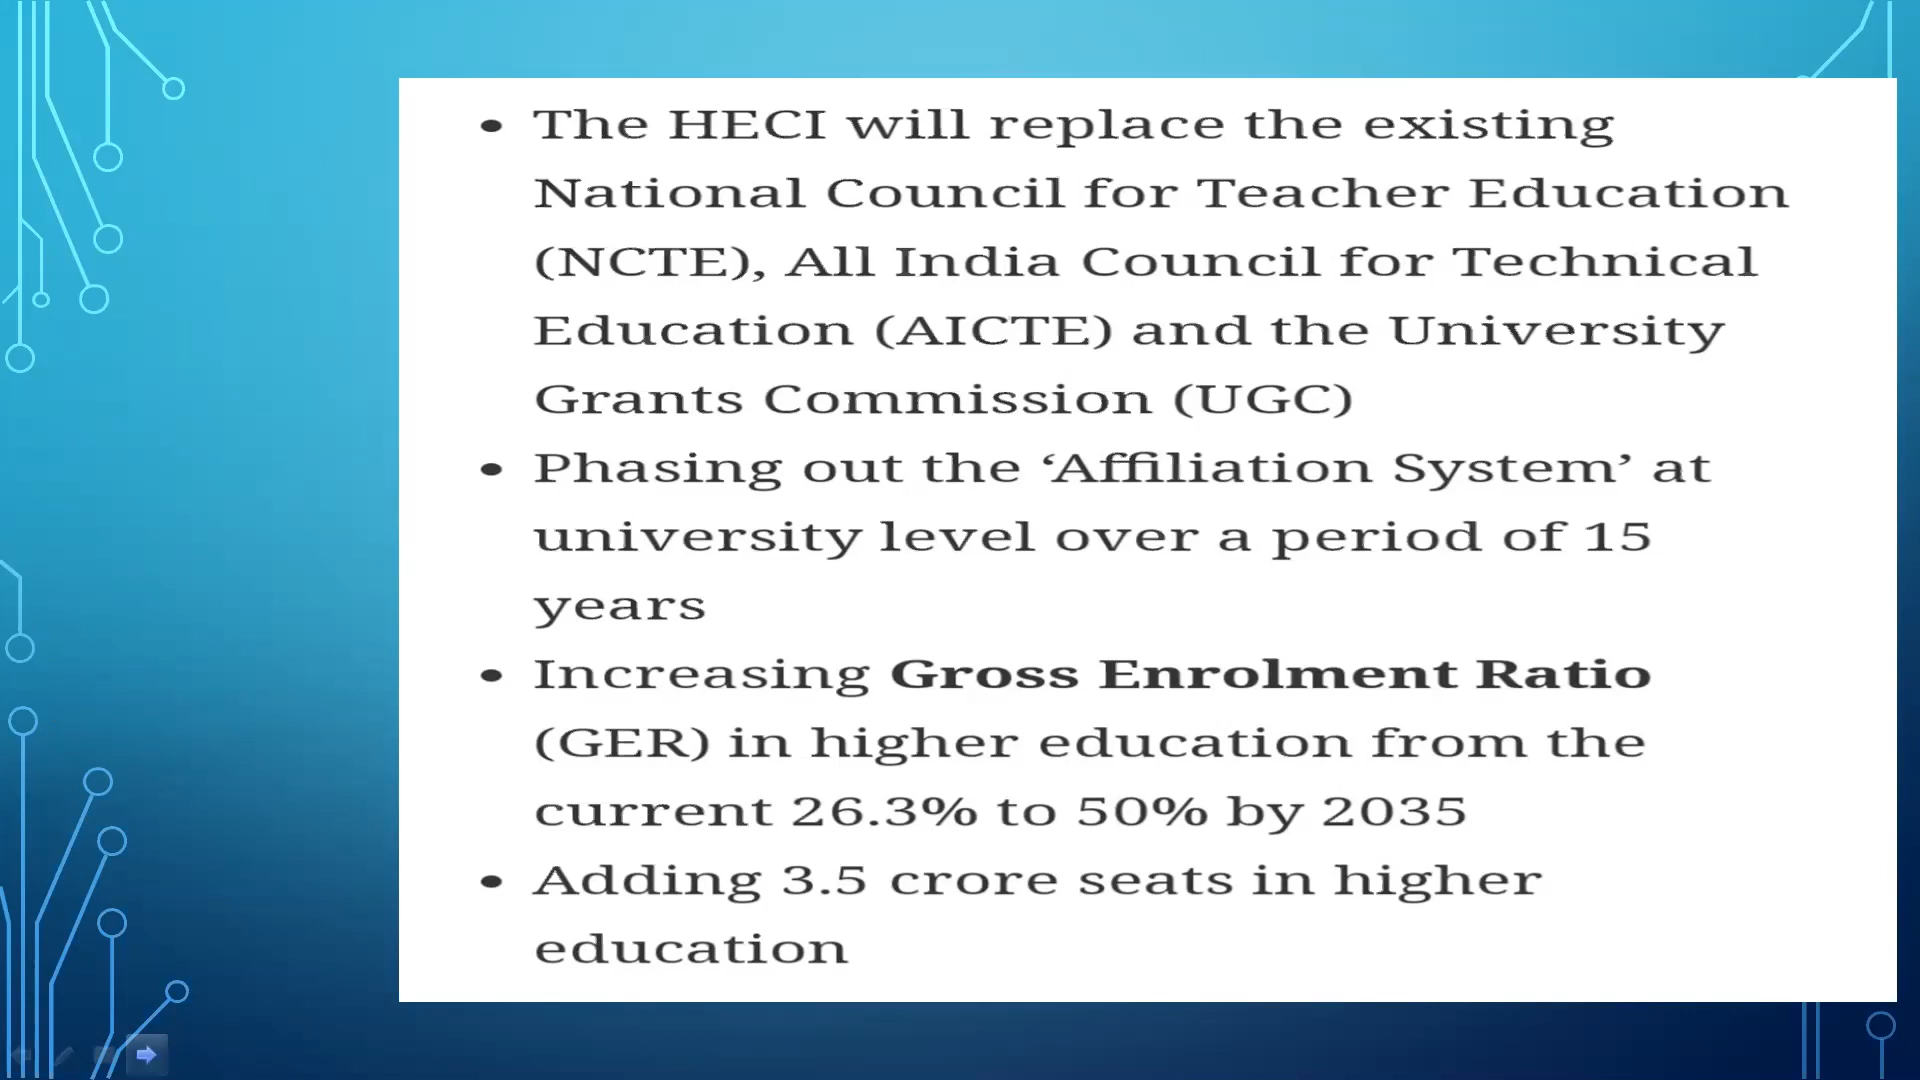 • The HECI will replace the existing
National Council for Teacher Education
(NCTE), All India Council for Technical
Education (AICTE) and the University
Grants Commission (UGC)
• Phasing out the ‘Affiliation System’ at
university level over a period of 15
years
• Increasing Gross Enrolment Ratio
(GER) in higher education from the
current 26.3% to 50% by 2035
• Adding 3.5 crore seats in higher
education